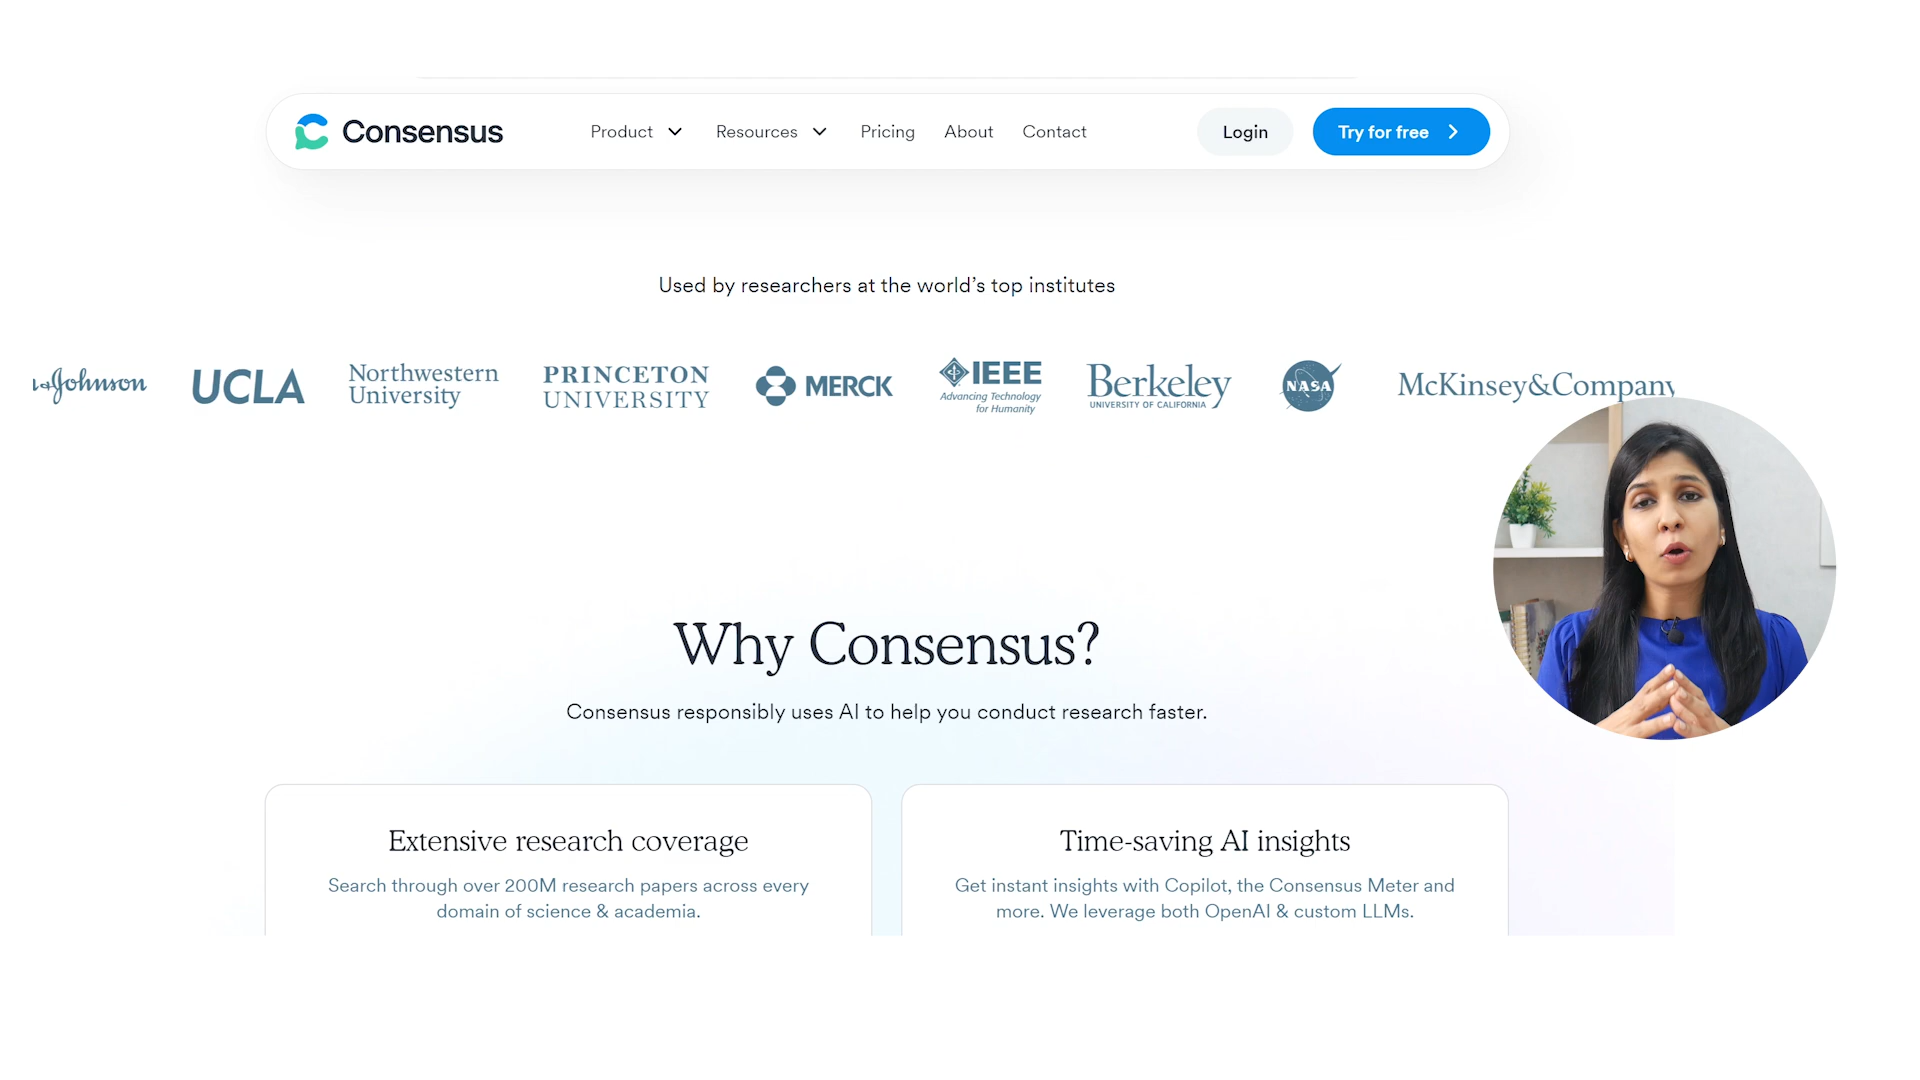 Consensus
Product
Resources
Pricing
About
Contact
Login
Try for free
Used by researchers at the world’s top institutes
Johnson
UCLA
Northwestern
University
PRINCETON
UNIVERSITY
MERCK
IEEE
Advancing Technology
for Humanity
Berkeley
UNIVERSITY OF CALIFORNIA
NASA
McKinsey&Company
Why Consensus?
Consensus responsibly uses AI to help you conduct research faster.
Extensive research coverage
Search through over 200M research papers across every
domain of science & academia.
Time-saving AI insights
Get instant insights with Copilot, the Consensus Meter and
more. We leverage both OpenAI & custom LLMs.